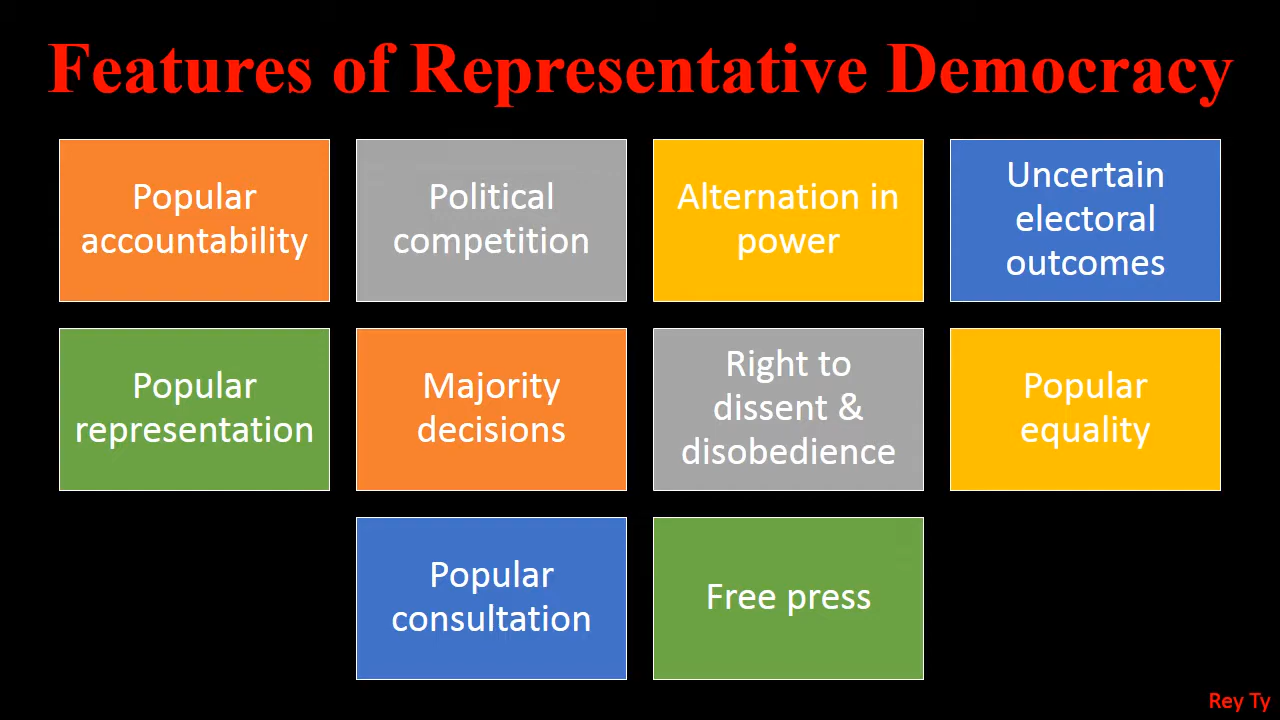 Features of Representative Democracy
Popular
accountability
Political
competition
Alternation in
power
Uncertain
electoral
outcomes
Popular
representation
Majority
decisions
Right to
dissent &
disobedience
Popular
equality
Popular
consultation
Free press
Rey Ty